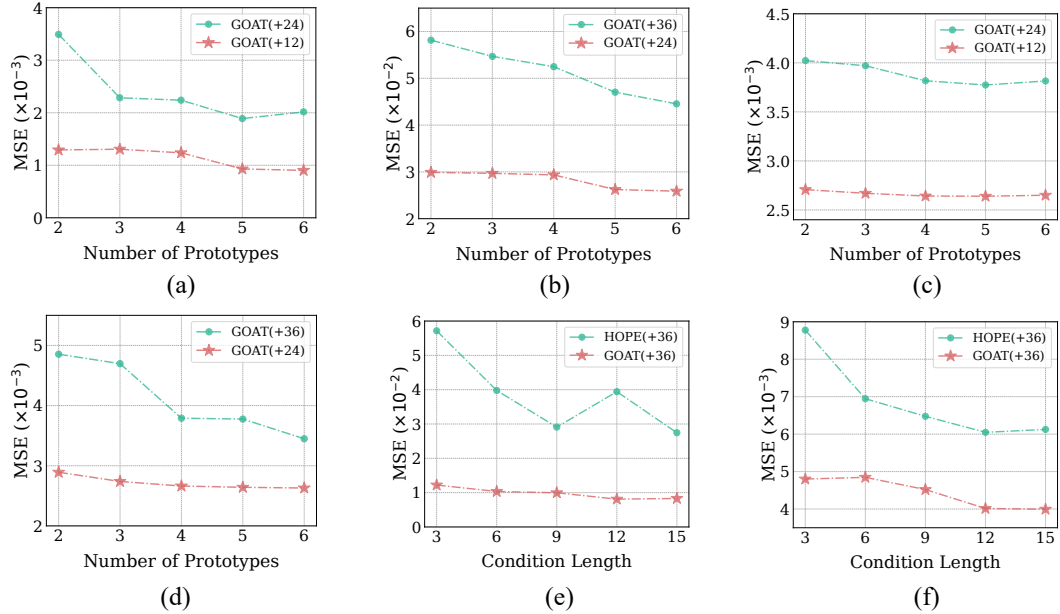 4
3
2
1
0
MSE (×10⁻³)
GOAT(+24)
GOAT(+12)
2 3 4 5 6
Number of Prototypes
(a)
6
5
4
3
2
MSE (×10⁻²)
GOAT(+36)
GOAT(+24)
2 3 4 5 6
Number of Prototypes
(b)
4.5
4.0
3.5
3.0
2.5
MSE (×10⁻³)
GOAT(+24)
GOAT(+12)
2 3 4 5 6
Number of Prototypes
(c)
5
4
3
2
MSE (×10⁻³)
GOAT(+36)
GOAT(+24)
2 3 4 5 6
Number of Prototypes
(d)
6
5
4
3
2
1
0
MSE (×10⁻²)
HOPE(+36)
GOAT(+36)
3 6 9 12 15
Condition Length
(e)
9
8
7
6
5
4
MSE (×10⁻³)
HOPE(+36)
GOAT(+36)
3 6 9 12 15
Condition Length
(f)